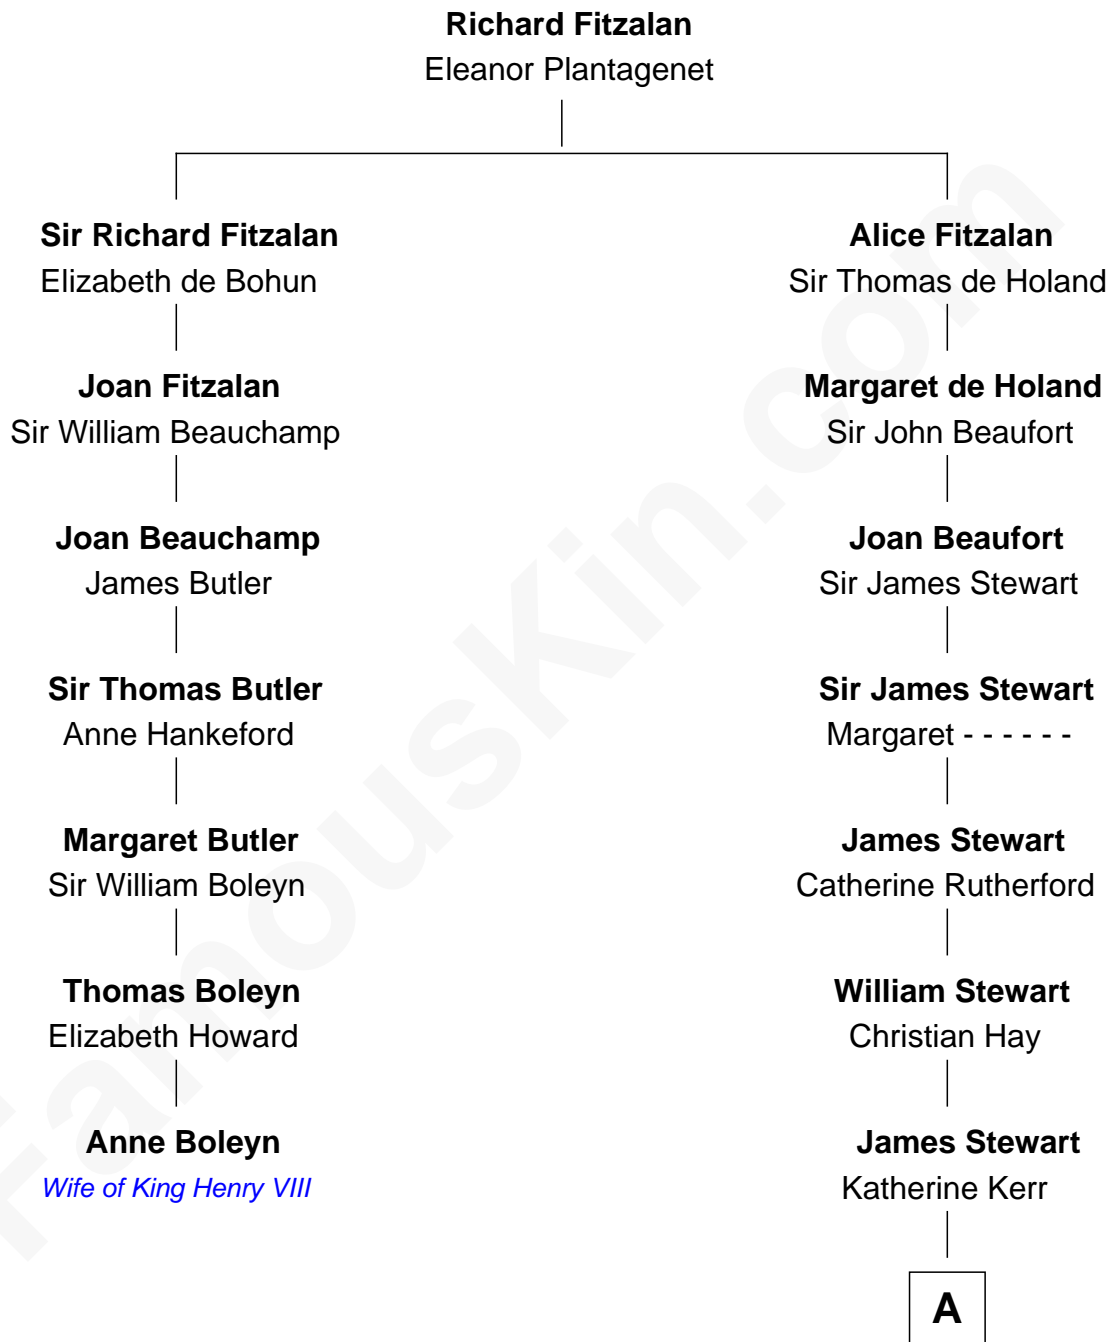 Richard Fitzalan
Eleanor Plantagenet
Sir Richard Fitzalan
Elizabeth de Bohun
Joan Fitzalan
Sir William Beauchamp
Joan Beauchamp
James Butler
Sir Thomas Butler
Anne Hankeford
Margaret Butler
Sir William Boleyn
Thomas Boleyn
Elizabeth Howard
Anne Boleyn
Wife of King Henry VIII
Alice Fitzalan
Sir Thomas de Holand
Margaret de Holand
Sir John Beaufort
Joan Beaufort
Sir James Stewart
Sir James Stewart
Margaret - - - - - -
James Stewart
Catherine Rutherford
William Stewart
Christian Hay
James Stewart
Katherine Kerr
A
FamousKin.com